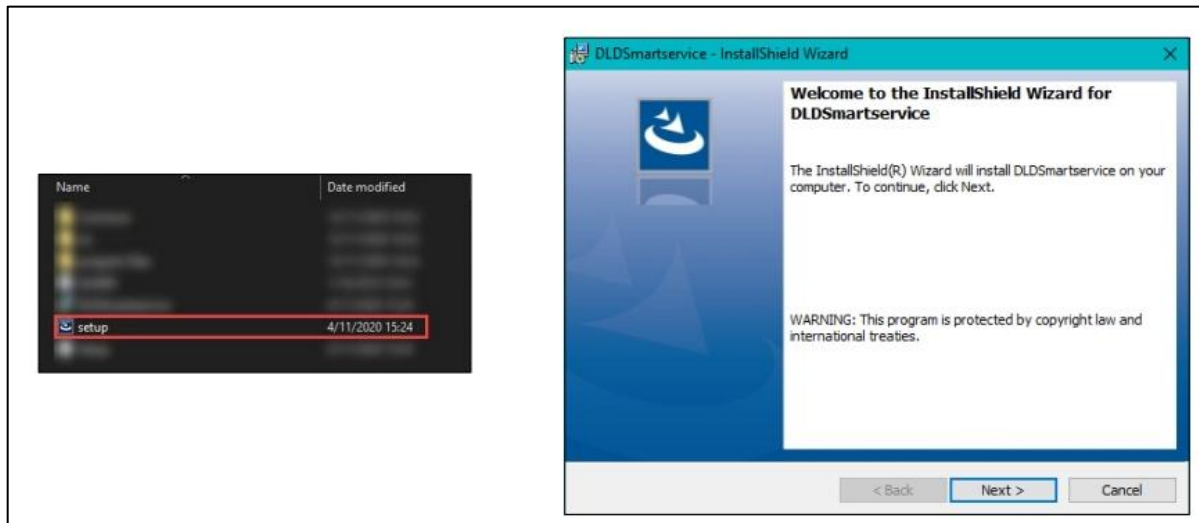 Name Date modified
setup 4/11/2020 15:24
DLDSmartservice - InstallShield Wizard
Welcome to the InstallShield Wizard for
DLDSmartservice
The InstallShield(R) Wizard will install DLDSmartservice on your
computer. To continue, click Next.
WARNING: This program is protected by copyright law and
international treaties.
< Back Next > Cancel